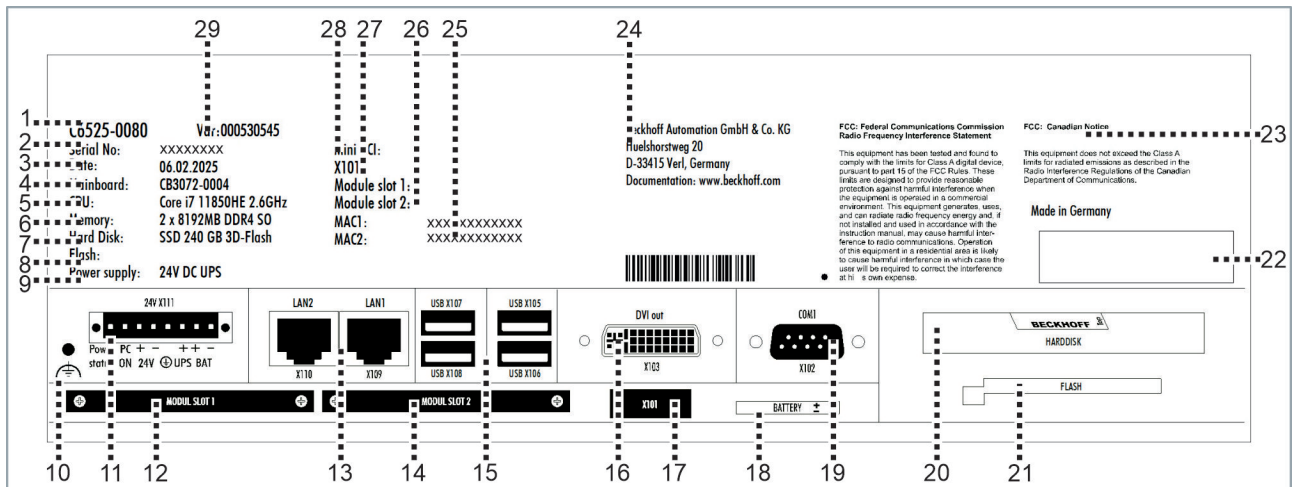 29 28 27 26 25 24
1 C6525-0080 Var:000530545
2 Serial No: XXXXXXXX
3 Date: 06.02.2025
4 Mainboard: CB3072-0004
5 CPU: Core i7 11850HE 2.6GHz
6 Memory: 2 x 8192MB DDR4 SO
7 Hard Disk: SSD 240 GB 3D-Flash
8 Flash:
9 Power supply: 24V DC UPS
Mini PCI:
X101:
Module slot 1:
Module slot 2:
MAC1: XXXXXXXXXXXX
MAC2: XXXXXXXXXXXX
Beckhoff Automation GmbH & Co. KG
Huelshorstweg 20
D-33415 Verl, Germany
Documentation: www.beckhoff.com
FCC: Federal Communications Commission
Radio Frequency Interference Statement
This equipment has been tested and found to
comply with the limits for Class A digital device,
pursuant to part 15 of the FCC Rules. These
limits are designed to provide reasonable
protection against harmful interference when
the equipment is operated in a commercial
environment. This equipment generates, uses,
and can radiate radio frequency energy and, if
not installed and used in accordance with the
instruction manual, may cause harmful inter-
ference to radio communications. Operation
of this equipment in a residential area is likely
to cause harmful interference in which case the
user will be required to correct the interference
at hi s own expense.
FCC: Canadian Notice
23
This equipment does not exceed the Class A
limits for radiated emissions as described in the
Radio Interference Regulations of the Canadian
Department of Communications.
Made in Germany
22
24V X111
Power PC + - + + -
state ON 24V UPS BAT
LAN2 LAN1
X110 X109
USB X107 USB X105
USB X108 USB X106
DVI out
X103
COM1
X102
BECKHOFF
HARDDISK
FLASH
MODUL SLOT 1
MODUL SLOT 2
X101
BATTERY ±
10 11 12 13 14 15 16 17 18 19 20 21